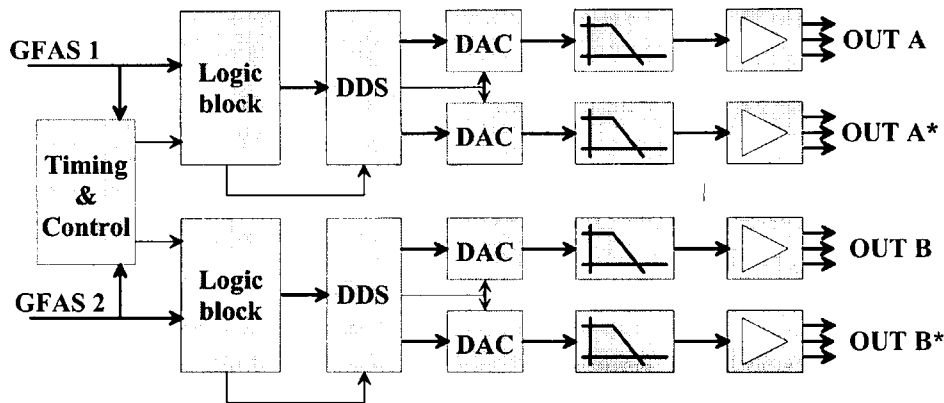 GFAS 1
Logic
block
DDS
DAC
OUT A
DAC
OUT A*
Timing
&
Control
GFAS 2
Logic
block
DDS
DAC
OUT B
DAC
OUT B*